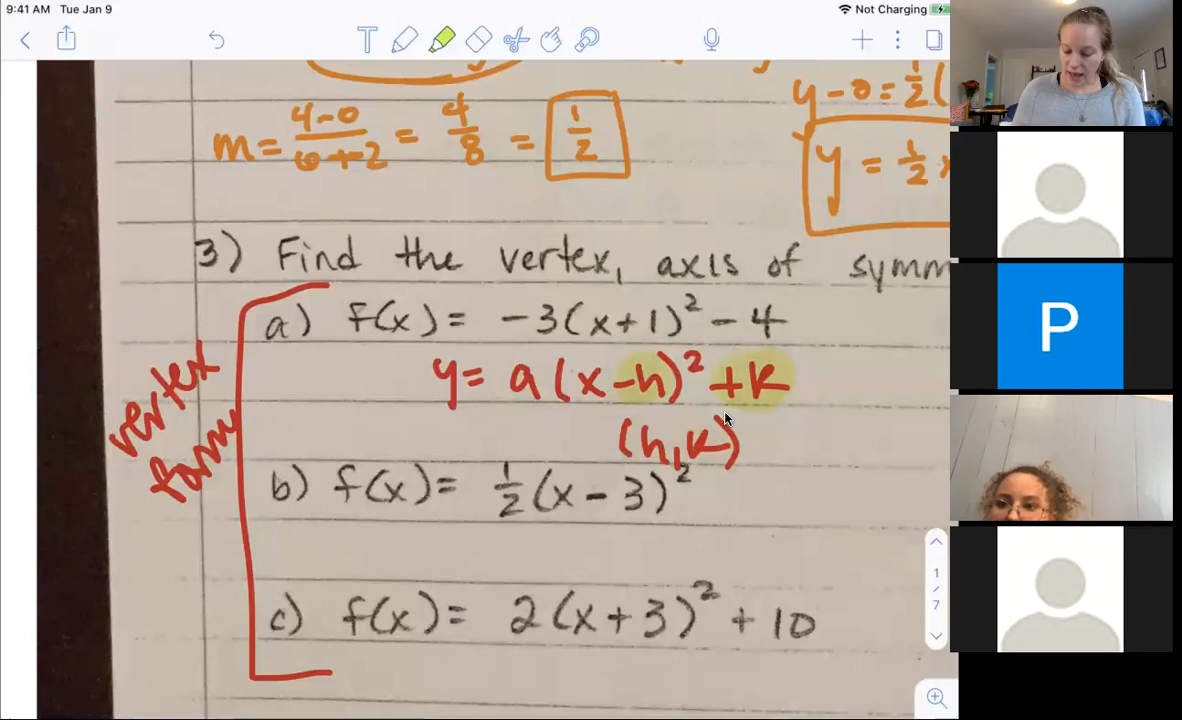 9:41 AM Tue Jan 9
Not Charging
T
m = 4-0 / 6+2 = 4/8 = 1/2
y-0 = 1/2(
y = 1/2 x
3) Find the vertex, axis of symm
a) f(x) = -3(x+1)² - 4
y = a(x-h)² + k
(h,k)
vertex
form
b) f(x) = 1/2(x-3)²
c) f(x) = 2(x+3)² + 10
1
/
7
P